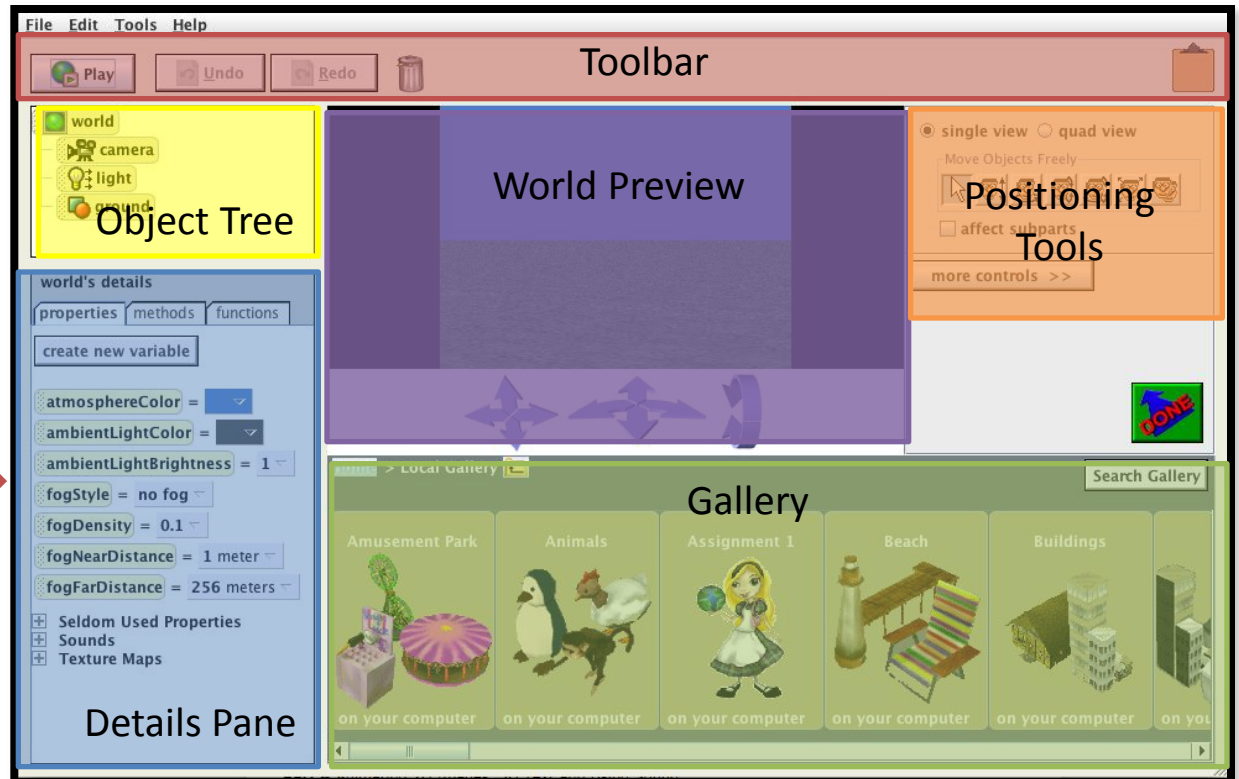 File Edit Tools Help
Play Undo Redo
Toolbar
world
camera
light
ground
Object Tree
World Preview
single view quad view
Move Objects Freely
affect subparts
more controls >>
Positioning
Tools
world's details
properties methods functions
create new variable
atmosphereColor =
ambientLightColor =
ambientLightBrightness = 1
fogStyle = no fog
fogDensity = 0.1
fogNearDistance = 1 meter
fogFarDistance = 256 meters
Seldom Used Properties
Sounds
Texture Maps
Details Pane
DONE
> Local Gallery
Search Gallery
Gallery
Amusement Park
on your computer
Animals
on your computer
Assignment 1
on your computer
Beach
on your computer
Buildings
on your computer
on you